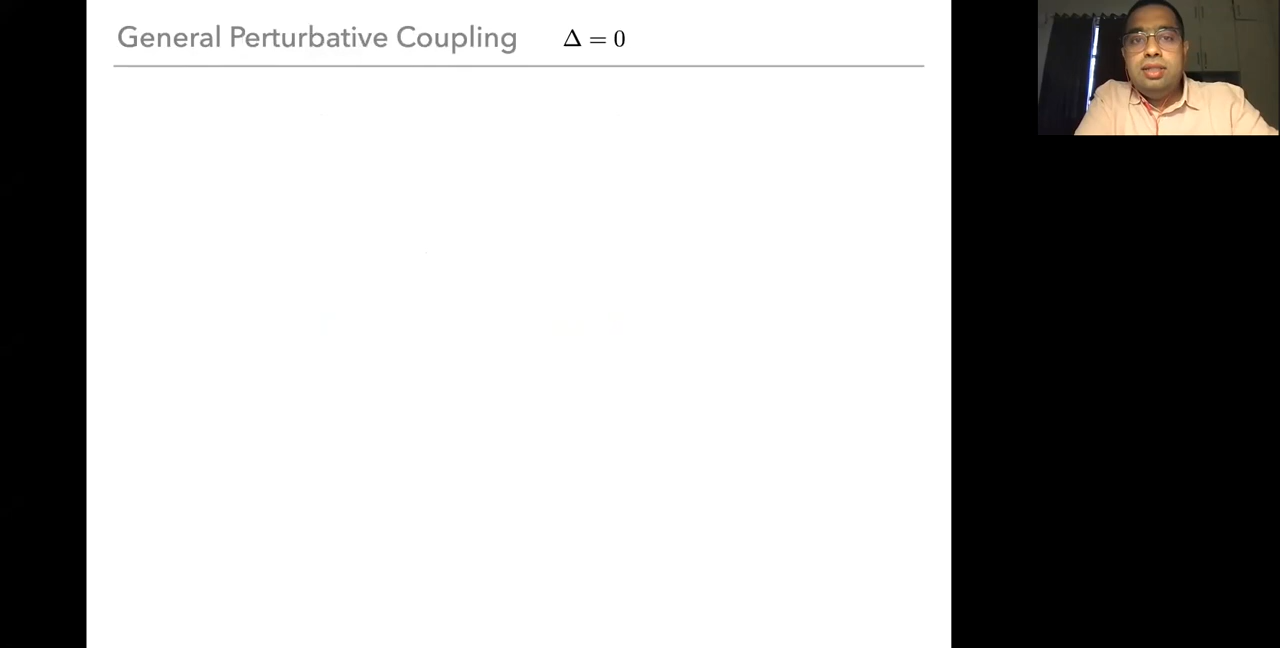 General Perturbative Coupling Δ = 0